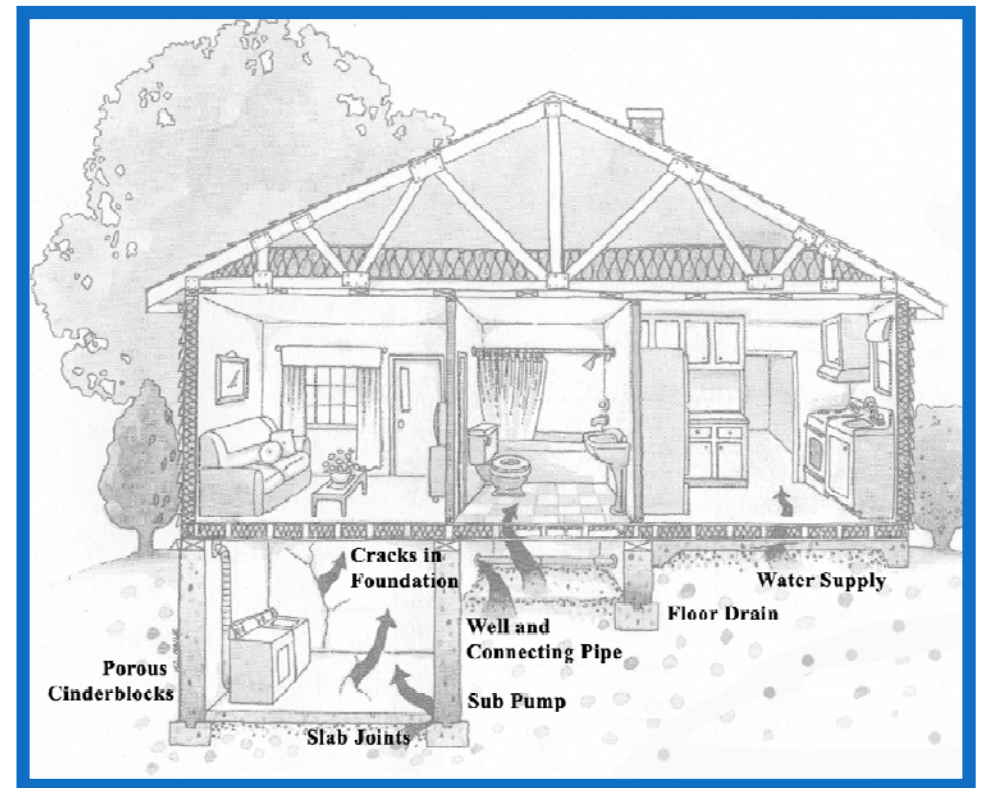 Cracks in
Foundation
Water Supply
Floor Drain
Well and
Connecting Pipe
Porous
Cinderblocks
Sub Pump
Slab Joints